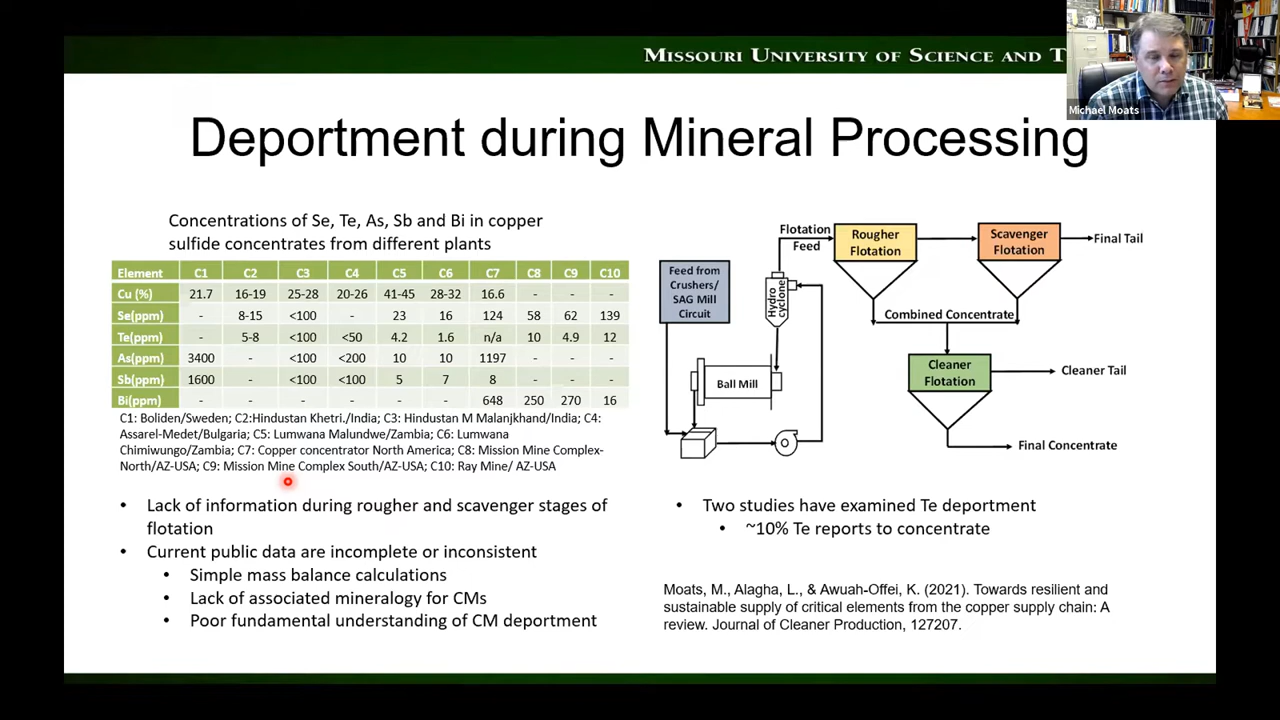 MISSOURI UNIVERSITY OF SCIENCE AND T
Michael Moats
Deportment during Mineral Processing
Concentrations of Se, Te, As, Sb and Bi in copper
sulfide concentrates from different plants
Element C1 C2 C3 C4 C5 C6 C7 C8 C9 C10
Cu (%) 21.7 16-19 25-28 20-26 41-45 28-32 16.6 - - -
Se(ppm) - 8-15 <100 - 23 16 124 58 62 139
Te(ppm) - 5-8 <100 <50 4.2 1.6 n/a 10 4.9 12
As(ppm) 3400 - <100 <200 10 10 1197 - - -
Sb(ppm) 1600 - <100 <100 5 7 8 - - -
Bi(ppm) 648 250 270 16
C1: Boliden/Sweden; C2:Hindustan Khetri./India; C3: Hindustan M Malanjkhand/India; C4:
Assarel-Medet/Bulgaria; C5: Lumwana Malundwe/Zambia; C6: Lumwana
Chimiwungo/Zambia; C7: Copper concentrator North America; C8: Mission Mine Complex-
North/AZ-USA; C9: Mission Mine Complex South/AZ-USA; C10: Ray Mine/ AZ-USA
• Lack of information during rougher and scavenger stages of
flotation
• Current public data are incomplete or inconsistent
• Simple mass balance calculations
• Lack of associated mineralogy for CMs
• Poor fundamental understanding of CM deportment
Feed from
Crushers/
SAG Mill
Circuit
Flotation
Feed
Hydro
cyclone
Ball Mill
Rougher
Flotation
Scavenger
Flotation
Final Tail
Combined Concentrate
Cleaner
Flotation
Cleaner Tail
Final Concentrate
• Two studies have examined Te deportment
• ~10% Te reports to concentrate
Moats, M., Alagha, L., & Awuah-Offei, K. (2021). Towards resilient and
sustainable supply of critical elements from the copper supply chain: A
review. Journal of Cleaner Production, 127207.